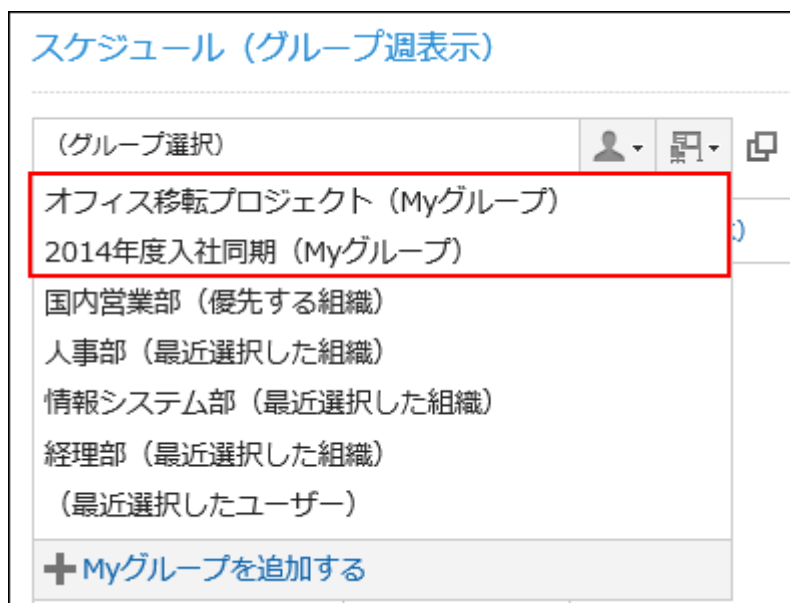 スケジュール（グループ週表示）
（グループ選択）
オフィス移転プロジェクト（Myグループ）
2014年度入社同期（Myグループ）
国内営業部（優先する組織）
人事部（最近選択した組織）
情報システム部（最近選択した組織）
経理部（最近選択した組織）
（最近選択したユーザー）
Myグループを追加する